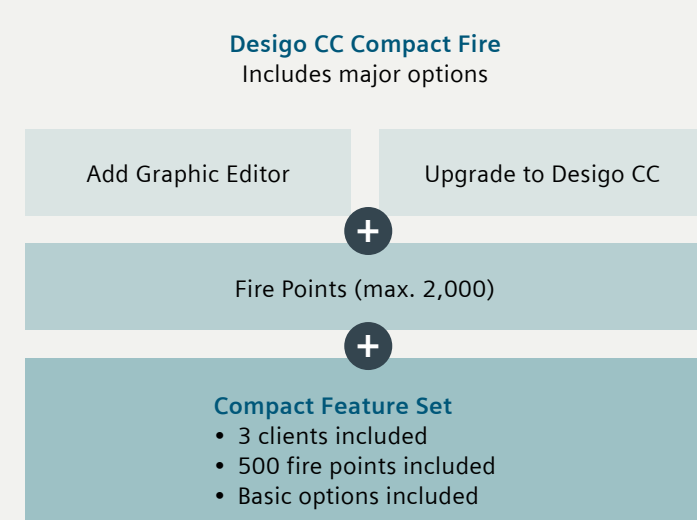 Desigo CC Compact Fire
Includes major options
Add Graphic Editor
Upgrade to Desigo CC
+
Fire Points (max. 2,000)
+
Compact Feature Set
• 3 clients included
• 500 fire points included
• Basic options included